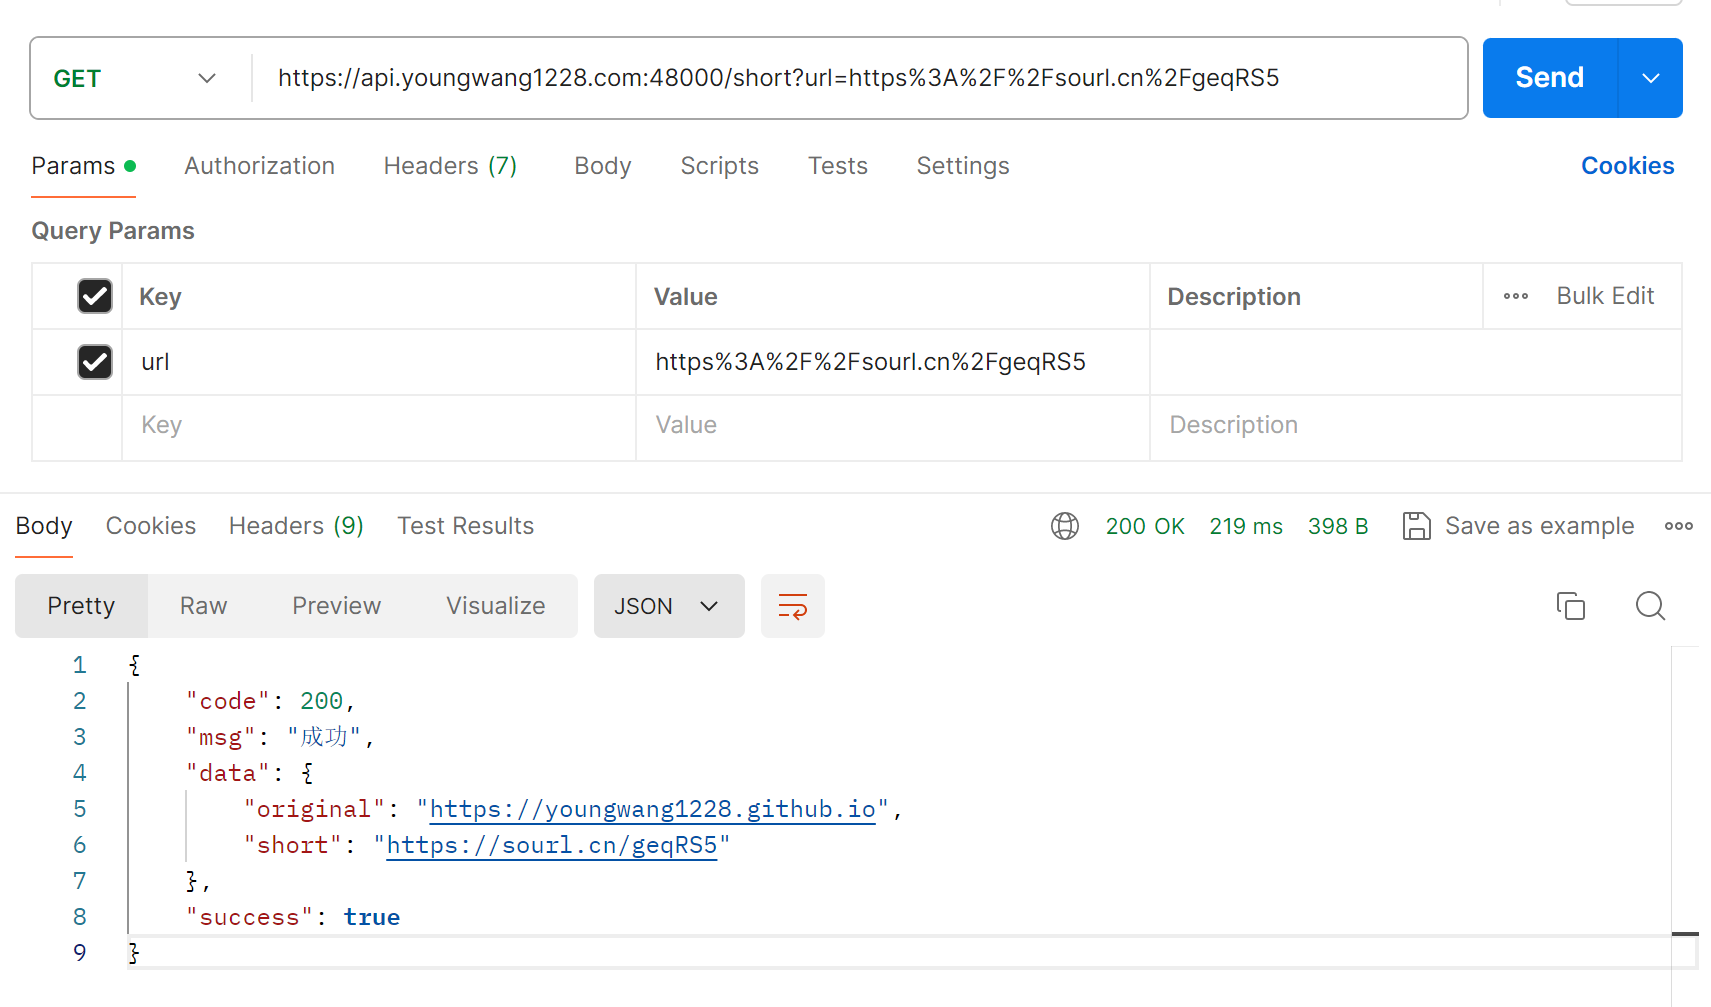 GET https://api.youngwang1228.com:48000/short?url=https%3A%2F%2Fsourl.cn%2FgeqRS5 Send
Params Authorization Headers (7) Body Scripts Tests Settings Cookies
Query Params
Key Value Description Bulk Edit
url https%3A%2F%2Fsourl.cn%2FgeqRS5
Key Value Description
Body Cookies Headers (9) Test Results 200 OK 219 ms 398 B Save as example
Pretty Raw Preview Visualize JSON
1 {
2 "code": 200,
3 "msg": "成功",
4 "data": {
5 "original": "https://youngwang1228.github.io",
6 "short": "https://sourl.cn/geqRS5"
7 },
8 "success": true
9 }